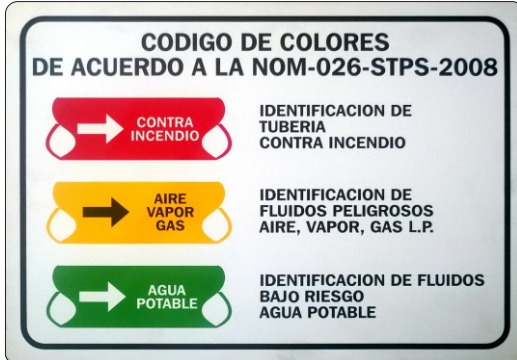 CODIGO DE COLORES
DE ACUERDO A LA NOM-026-STPS-2008
CONTRA
INCENDIO
IDENTIFICACION DE
TUBERIA
CONTRA INCENDIO
AIRE
VAPOR
GAS
IDENTIFICACION DE
FLUIDOS PELIGROSOS
AIRE, VAPOR, GAS L.P.
AGUA
POTABLE
IDENTIFICACION DE FLUIDOS
BAJO RIESGO
AGUA POTABLE